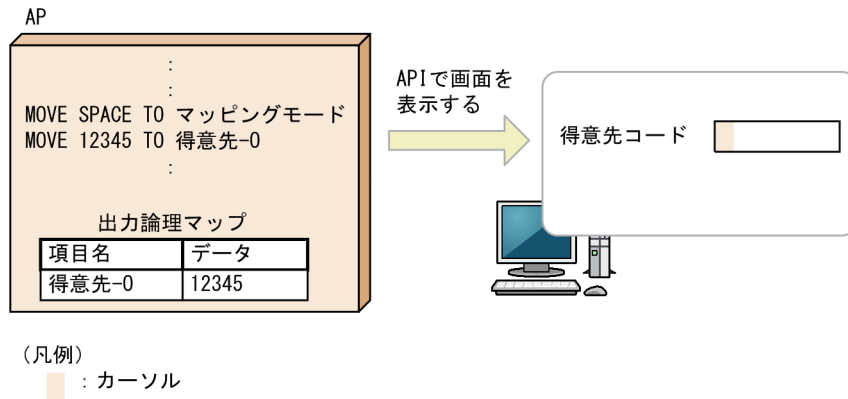 AP
:
:
MOVE SPACE TO マッピングモード
MOVE 12345 TO 得意先-O
:
出力論理マップ
項目名 データ
得意先-O 12345
APIで画面を
表示する
得意先コード
(凡例)
: カーソル